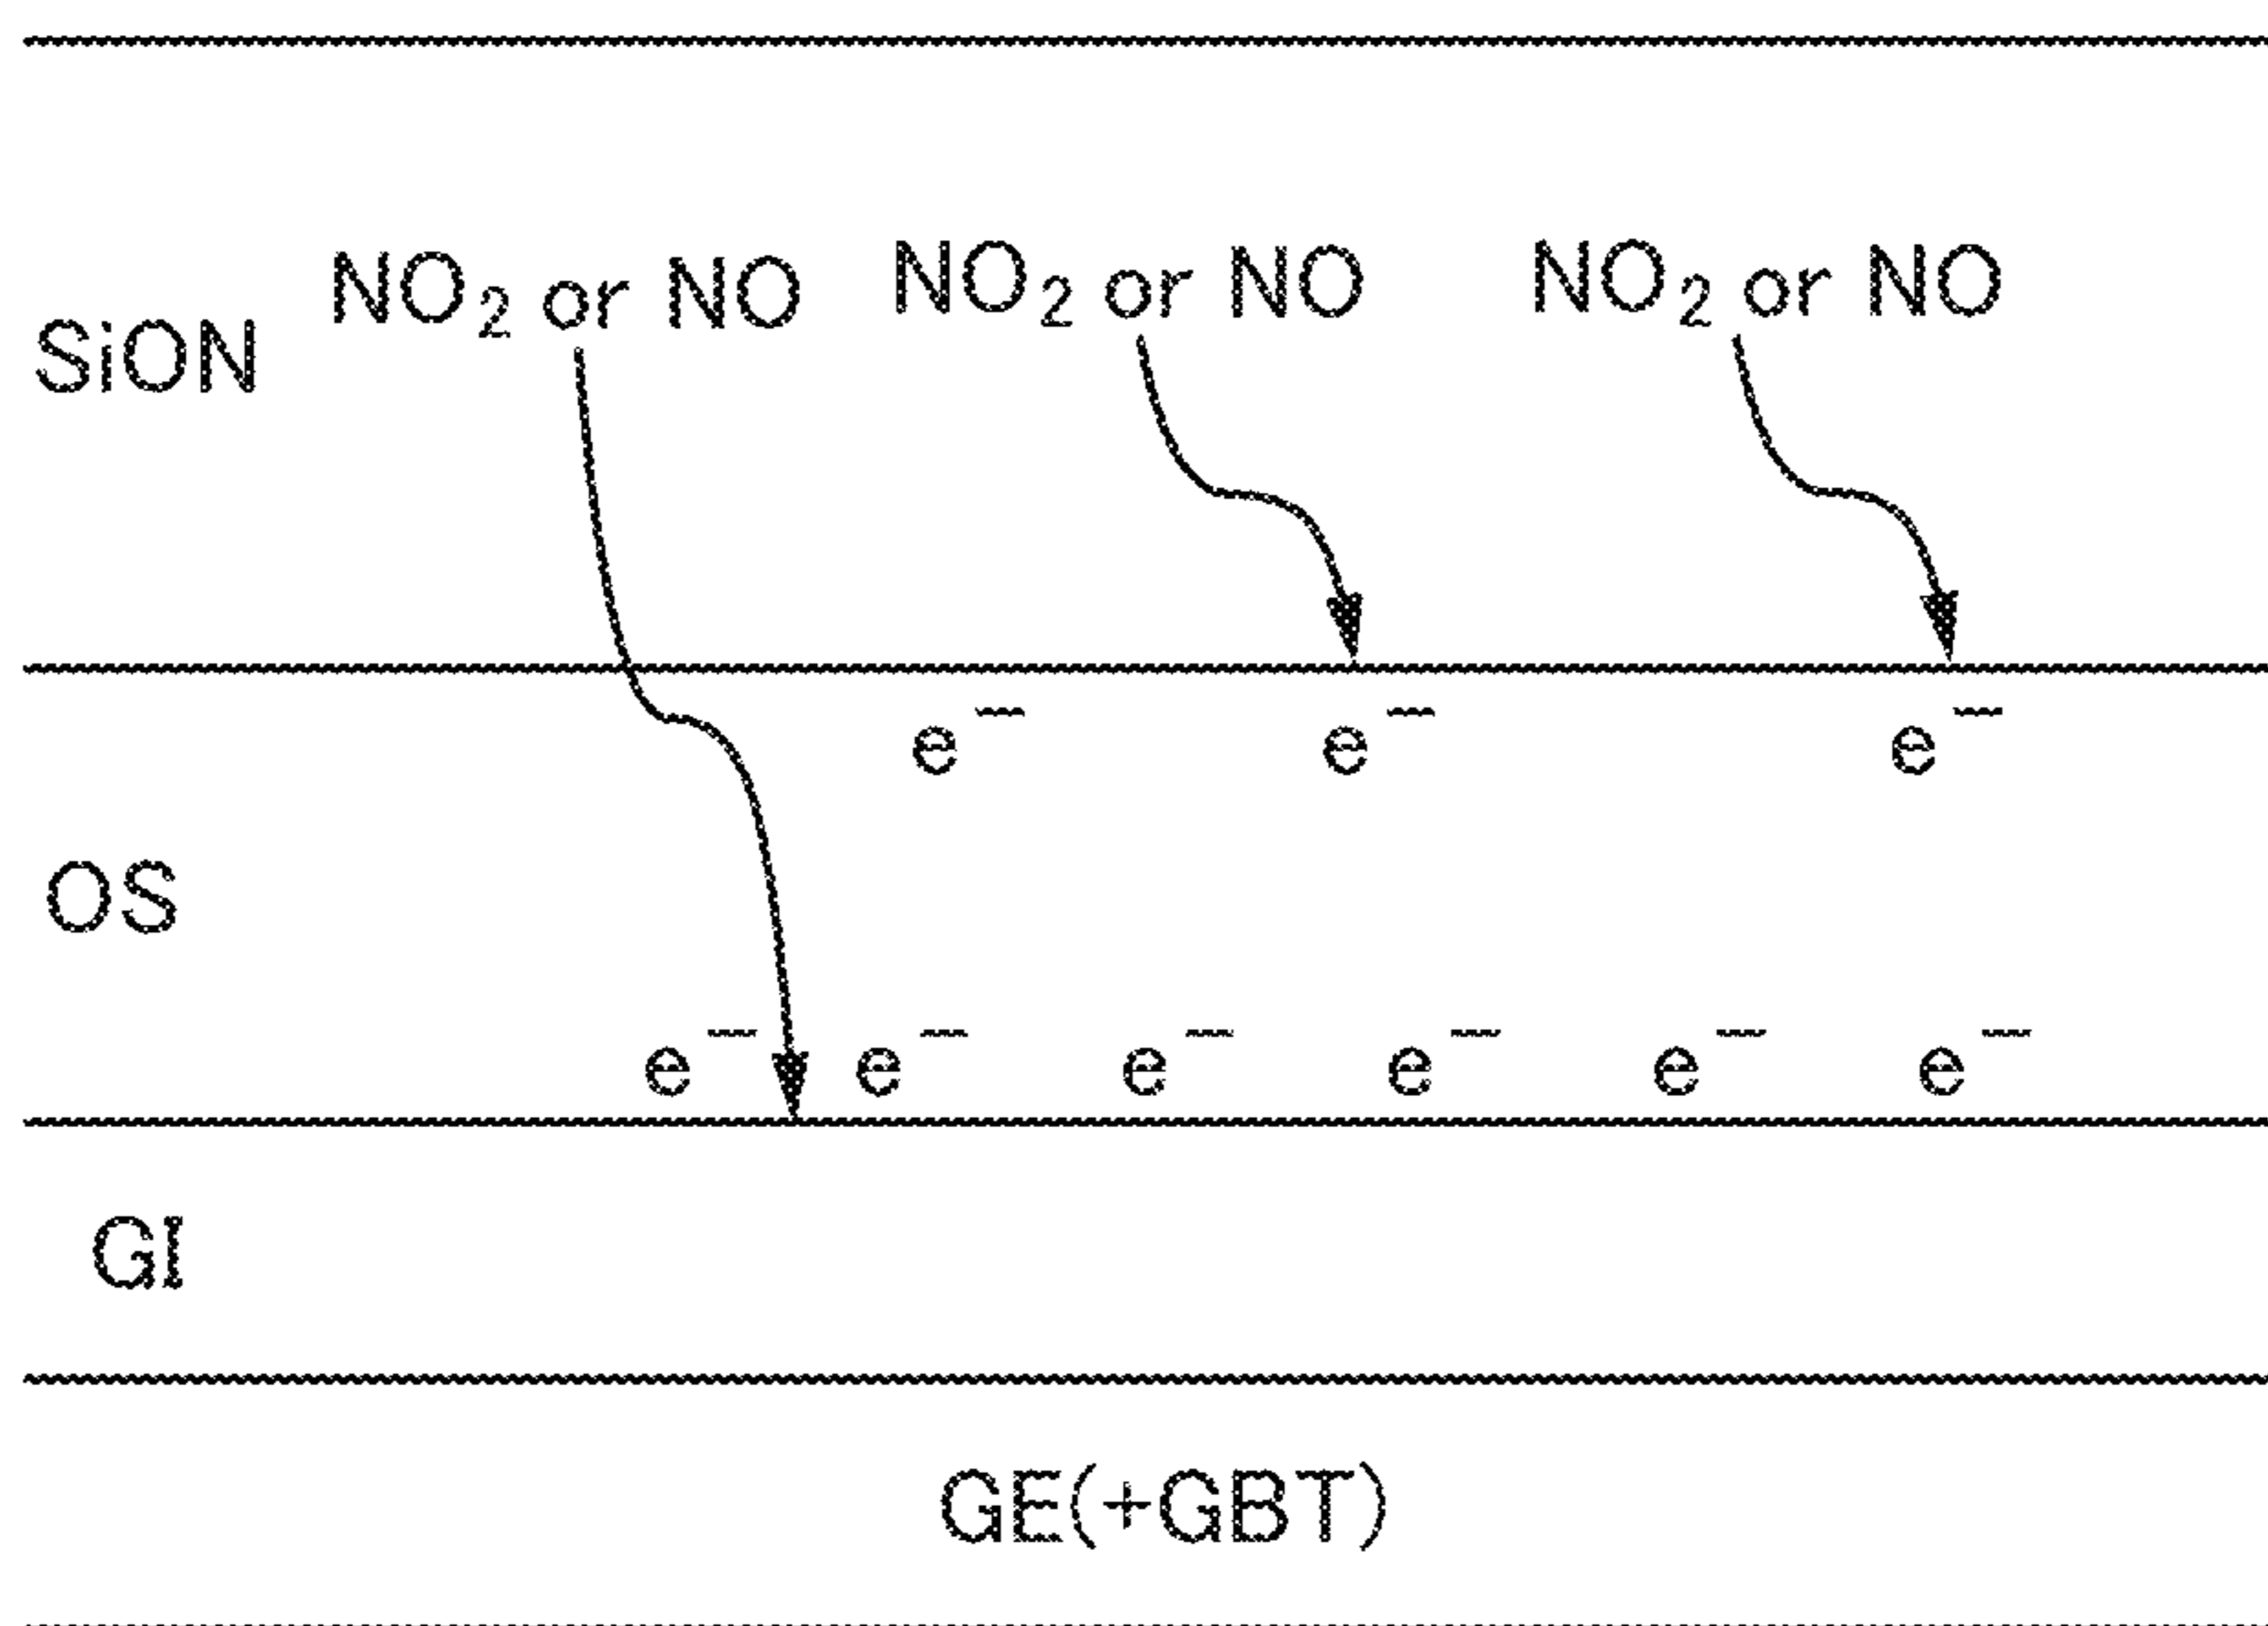 NO₂ or NO NO₂ or NO NO₂ or NO
SiON
e⁻ e⁻ e⁻
OS
e⁻ e⁻ e⁻ e⁻ e⁻ e⁻
GI
GE(+GBT)